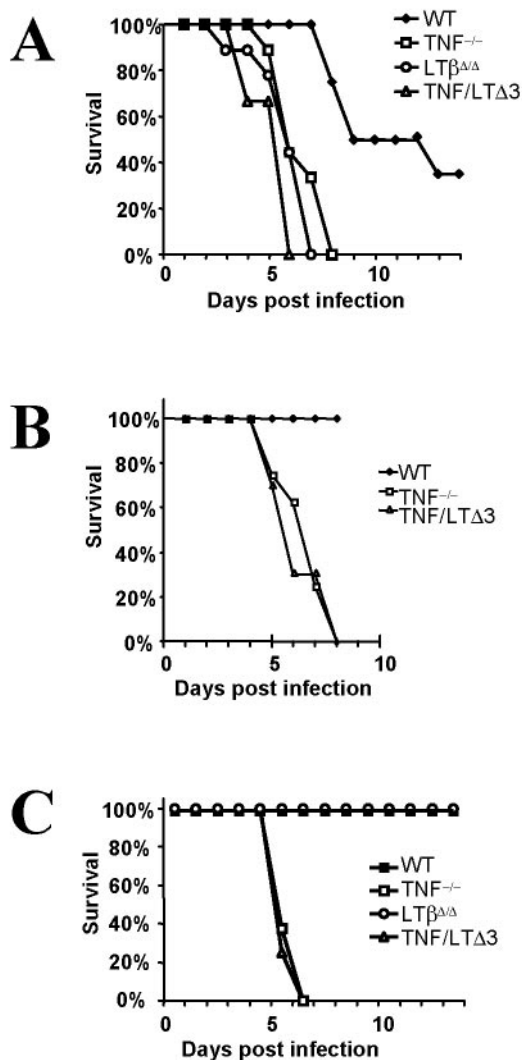 A
100%
80%
60%
40%
20%
0%
Survival
0
5
10
Days post infection
WT
TNF⁻/⁻
LTβΔ/Δ
TNF/LTΔ3
B
100%
80%
60%
40%
20%
0%
Survival
0
5
10
Days post infection
WT
TNF⁻/⁻
TNF/LTΔ3
C
100%
80%
60%
40%
20%
0%
Survival
0
5
10
Days post infection
WT
TNF⁻/⁻
LTβΔ/Δ
TNF/LTΔ3